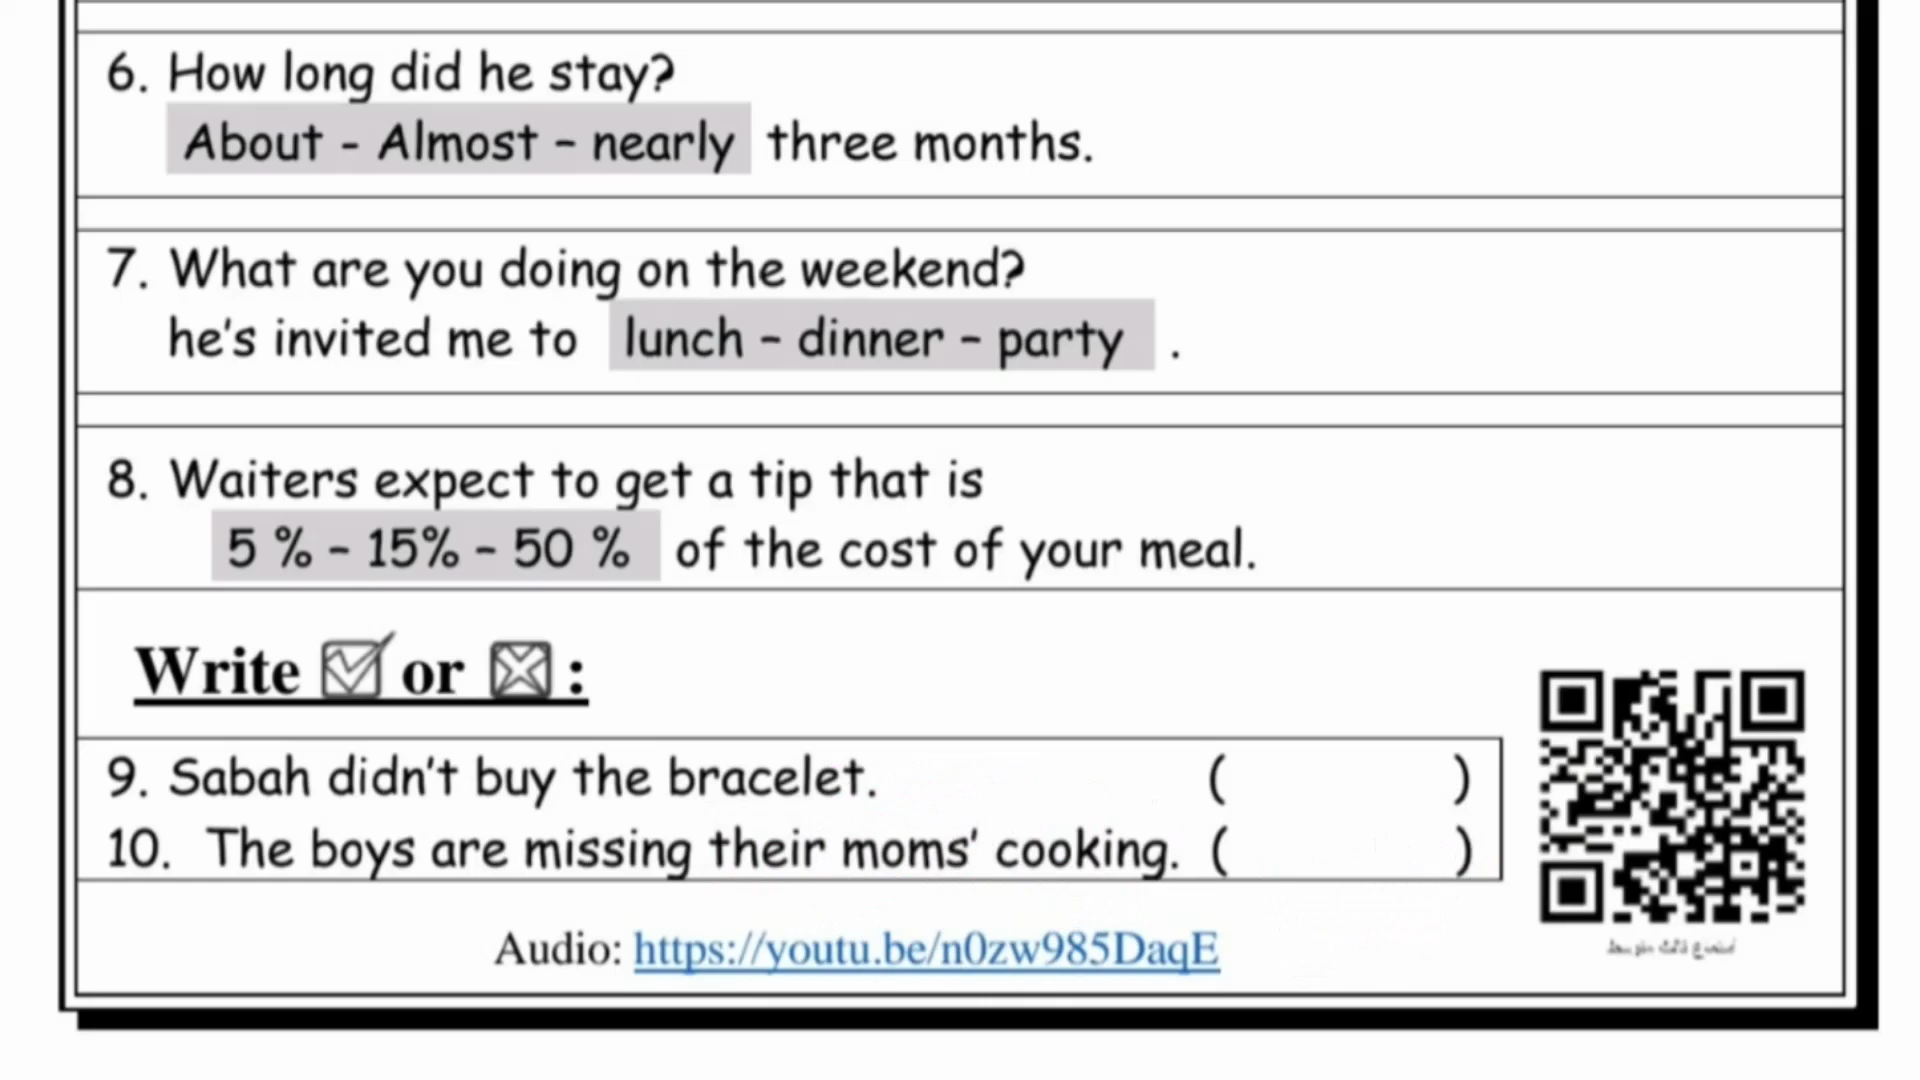 6. How long did he stay?
About - Almost – nearly three months.
7. What are you doing on the weekend?
he's invited me to lunch – dinner – party .
8. Waiters expect to get a tip that is
5 % – 15% – 50 % of the cost of your meal.
Write or :
9. Sabah didn't buy the bracelet. ( )
10. The boys are missing their moms' cooking. ( )
Audio: https://youtu.be/n0zw985DaqE